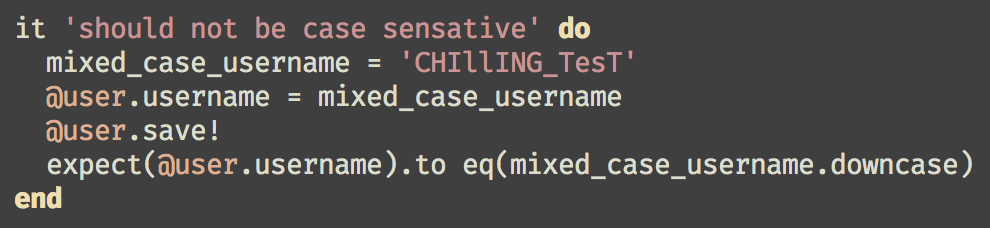 it 'should not be case sensative' do
  mixed_case_username = 'CHIllING_TesT'
  @user.username = mixed_case_username
  @user.save!
  expect(@user.username).to eq(mixed_case_username.downcase)
end